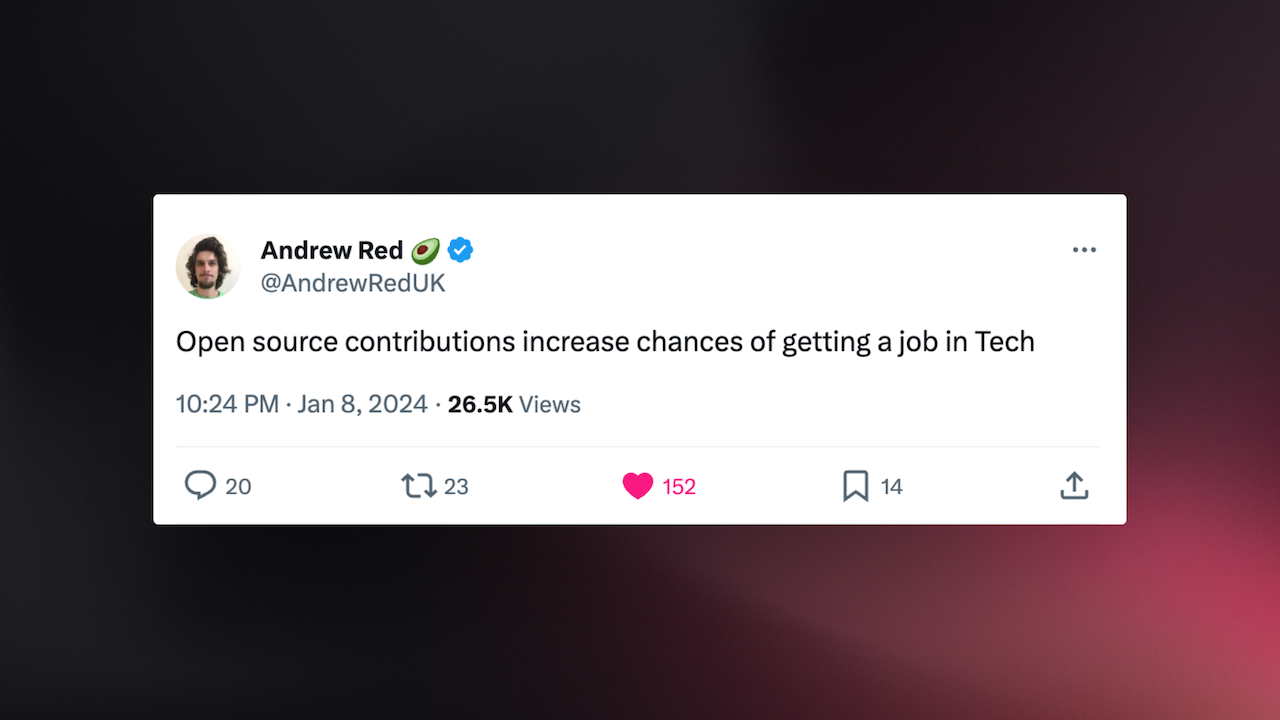 Andrew Red 🥑
@AndrewRedUK
Open source contributions increase chances of getting a job in Tech
10:24 PM · Jan 8, 2024 · 26.5K Views
20 23 152 14